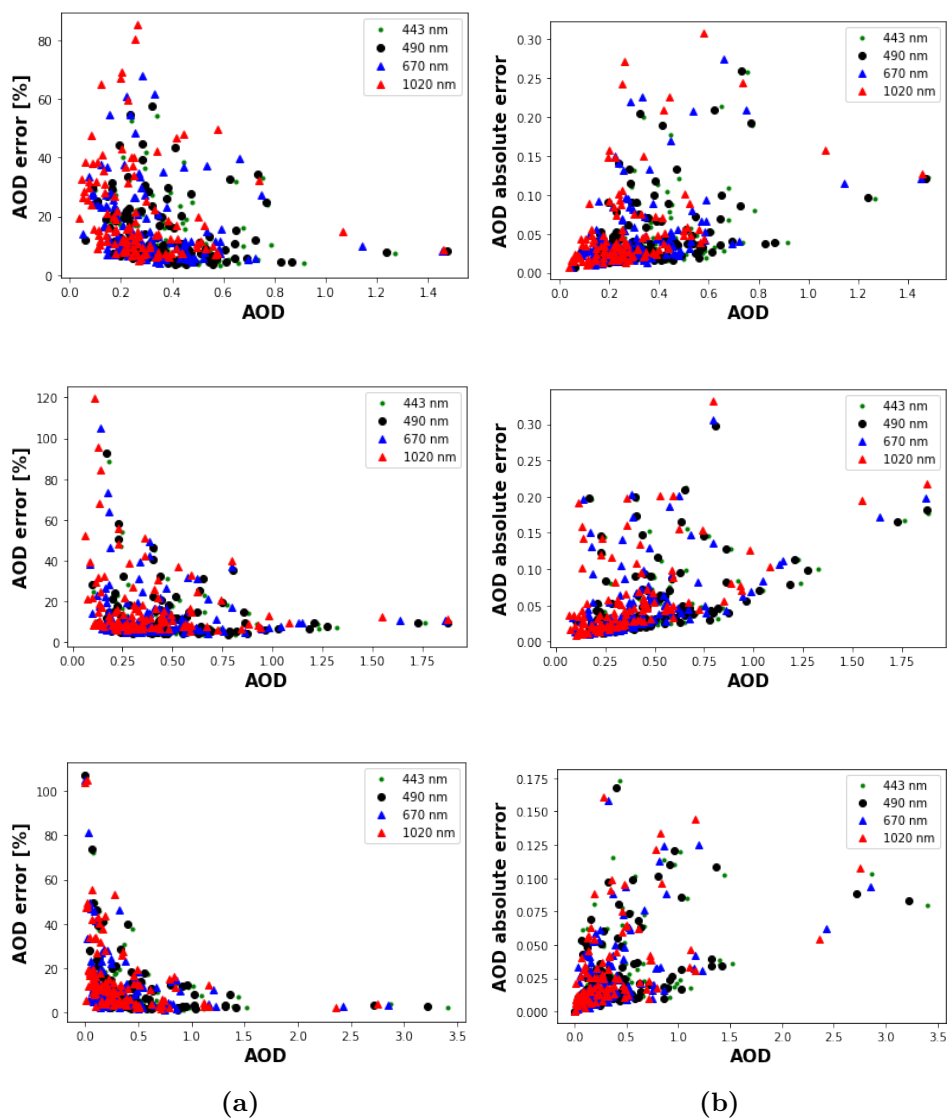 AOD error [%]
80
60
40
20
0
0.0 0.2 0.4 0.6 0.8 1.0 1.2 1.4
AOD
443 nm
490 nm
670 nm
1020 nm
AOD absolute error
0.30
0.25
0.20
0.15
0.10
0.05
0.00
0.0 0.2 0.4 0.6 0.8 1.0 1.2 1.4
AOD
443 nm
490 nm
670 nm
1020 nm
AOD error [%]
120
100
80
60
40
20
0
0.00 0.25 0.50 0.75 1.00 1.25 1.50 1.75
AOD
443 nm
490 nm
670 nm
1020 nm
AOD absolute error
0.30
0.25
0.20
0.15
0.10
0.05
0.00
0.00 0.25 0.50 0.75 1.00 1.25 1.50 1.75
AOD
443 nm
490 nm
670 nm
1020 nm
AOD error [%]
100
80
60
40
20
0
0.0 0.5 1.0 1.5 2.0 2.5 3.0 3.5
AOD
443 nm
490 nm
670 nm
1020 nm
AOD absolute error
0.175
0.150
0.125
0.100
0.075
0.050
0.025
0.000
0.0 0.5 1.0 1.5 2.0 2.5 3.0 3.5
AOD
443 nm
490 nm
670 nm
1020 nm
(a) (b)